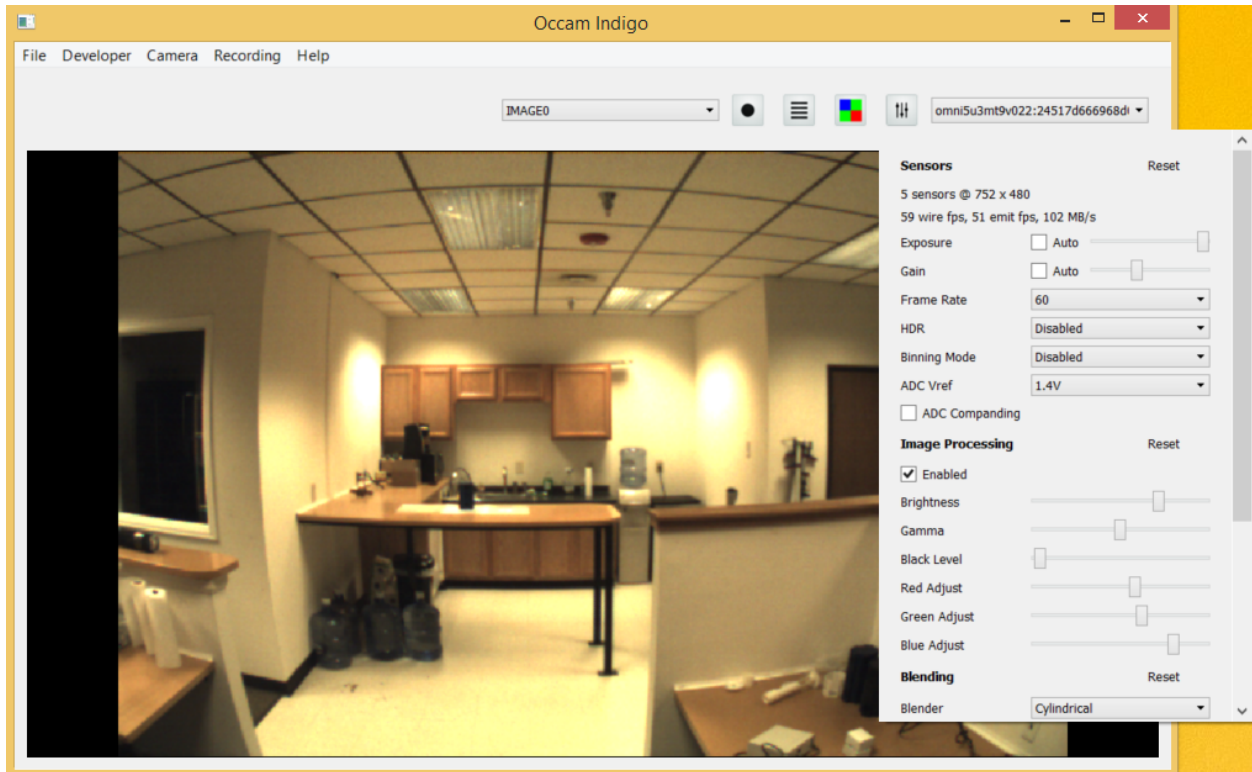 Occam Indigo
File Developer Camera Recording Help
IMAGE0
omni5u3mt9v022:24517d666968d
Sensors Reset
5 sensors @ 752 x 480
59 wire fps, 51 emit fps, 102 MB/s
Exposure Auto
Gain Auto
Frame Rate 60
HDR Disabled
Binning Mode Disabled
ADC Vref 1.4V
ADC Companding
Image Processing Reset
Enabled
Brightness
Gamma
Black Level
Red Adjust
Green Adjust
Blue Adjust
Blending Reset
Blender Cylindrical